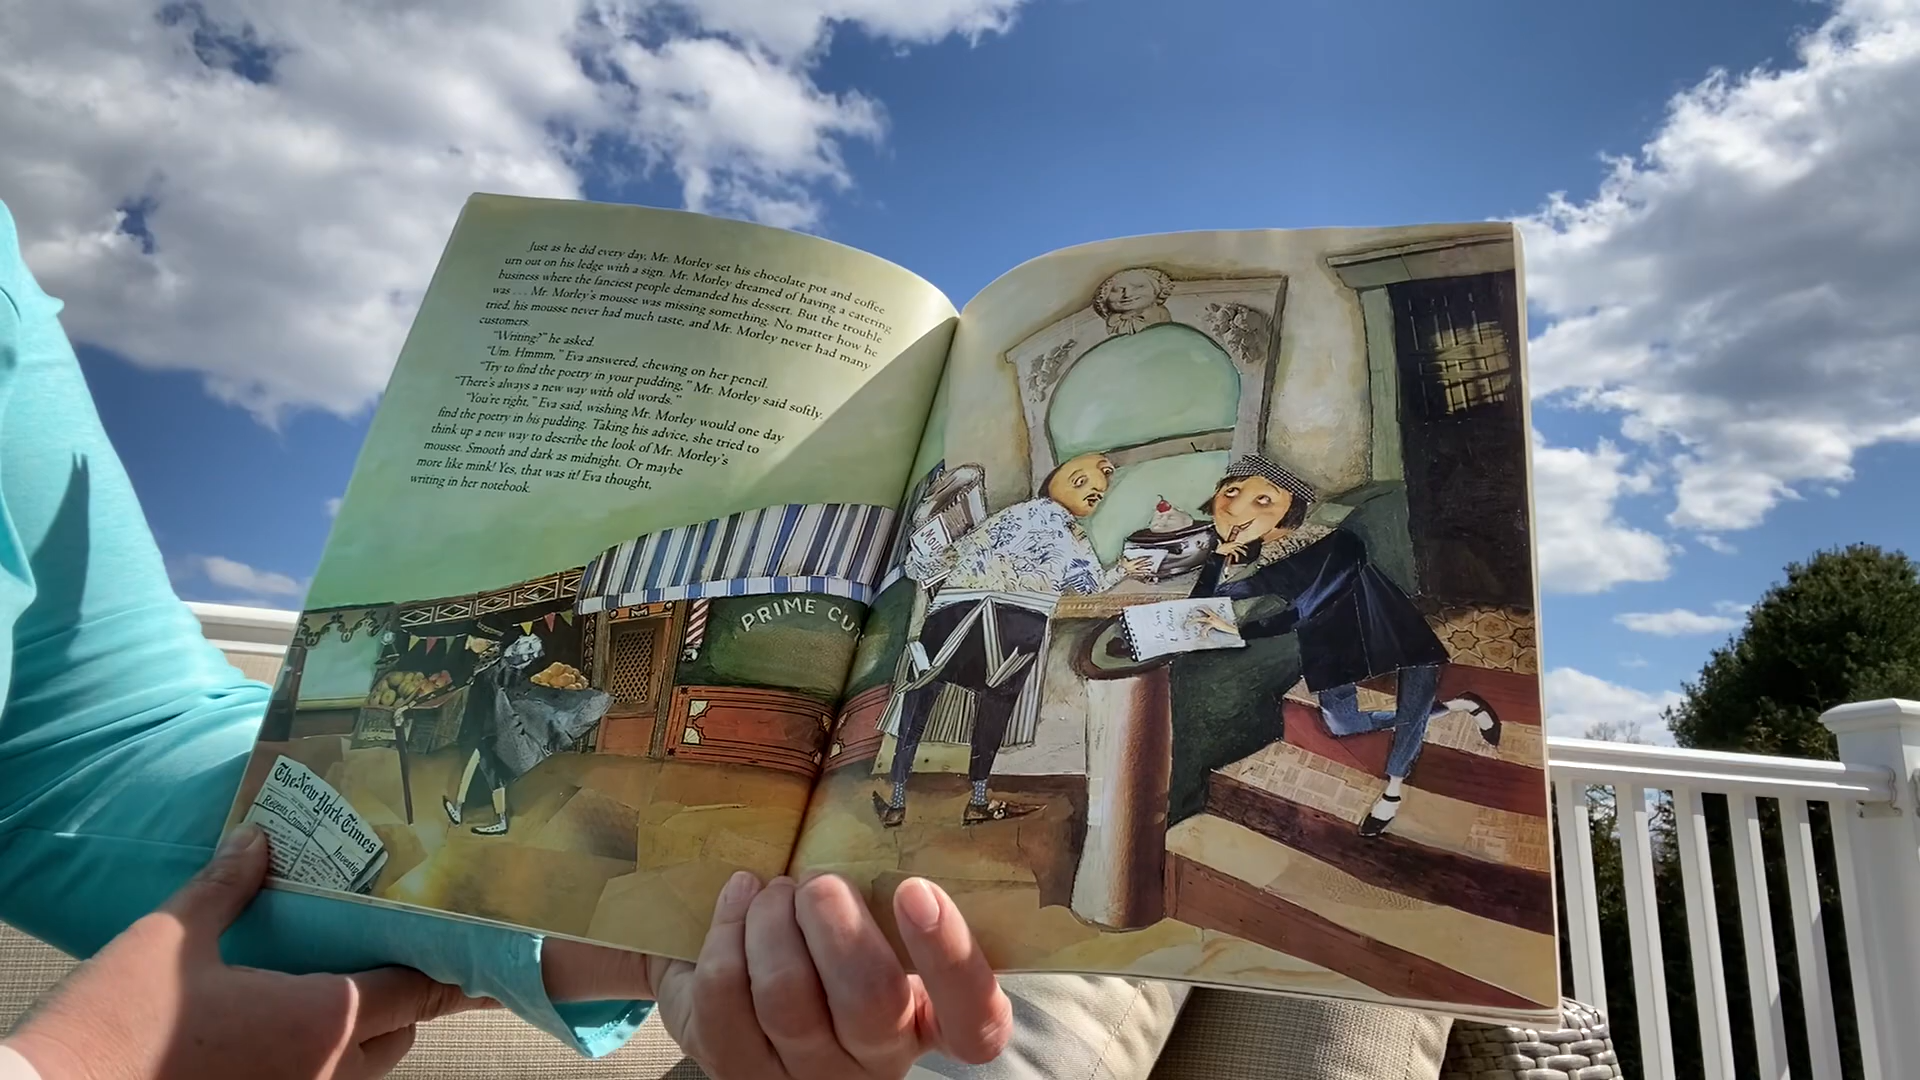 Just as he did every day, Mr. Morley set his chocolate pot and coffee
urn out on his ledge with a sign. Mr. Morley dreamed of having a catering
business where the fanciest people demanded his dessert. But the trouble
was . . . Mr. Morley's mousse was missing something. No matter how he
tried, his mousse never had much taste, and Mr. Morley never had many
customers.
"Writing?" he asked.
"Um. Hmmm," Eva answered, chewing on her pencil.
"Try to find the poetry in your pudding," Mr. Morley said softly.
"There's always a new way with old words."
"You're right," Eva said, wishing Mr. Morley would one day
find the poetry in his pudding. Taking his advice, she tried to
think up a new way to describe the look of Mr. Morley's
mousse. Smooth and dark as midnight. Or maybe
more like mink! Yes, that was it! Eva thought,
writing in her notebook.
PRIME CU
The New York Times
Regents
Investig